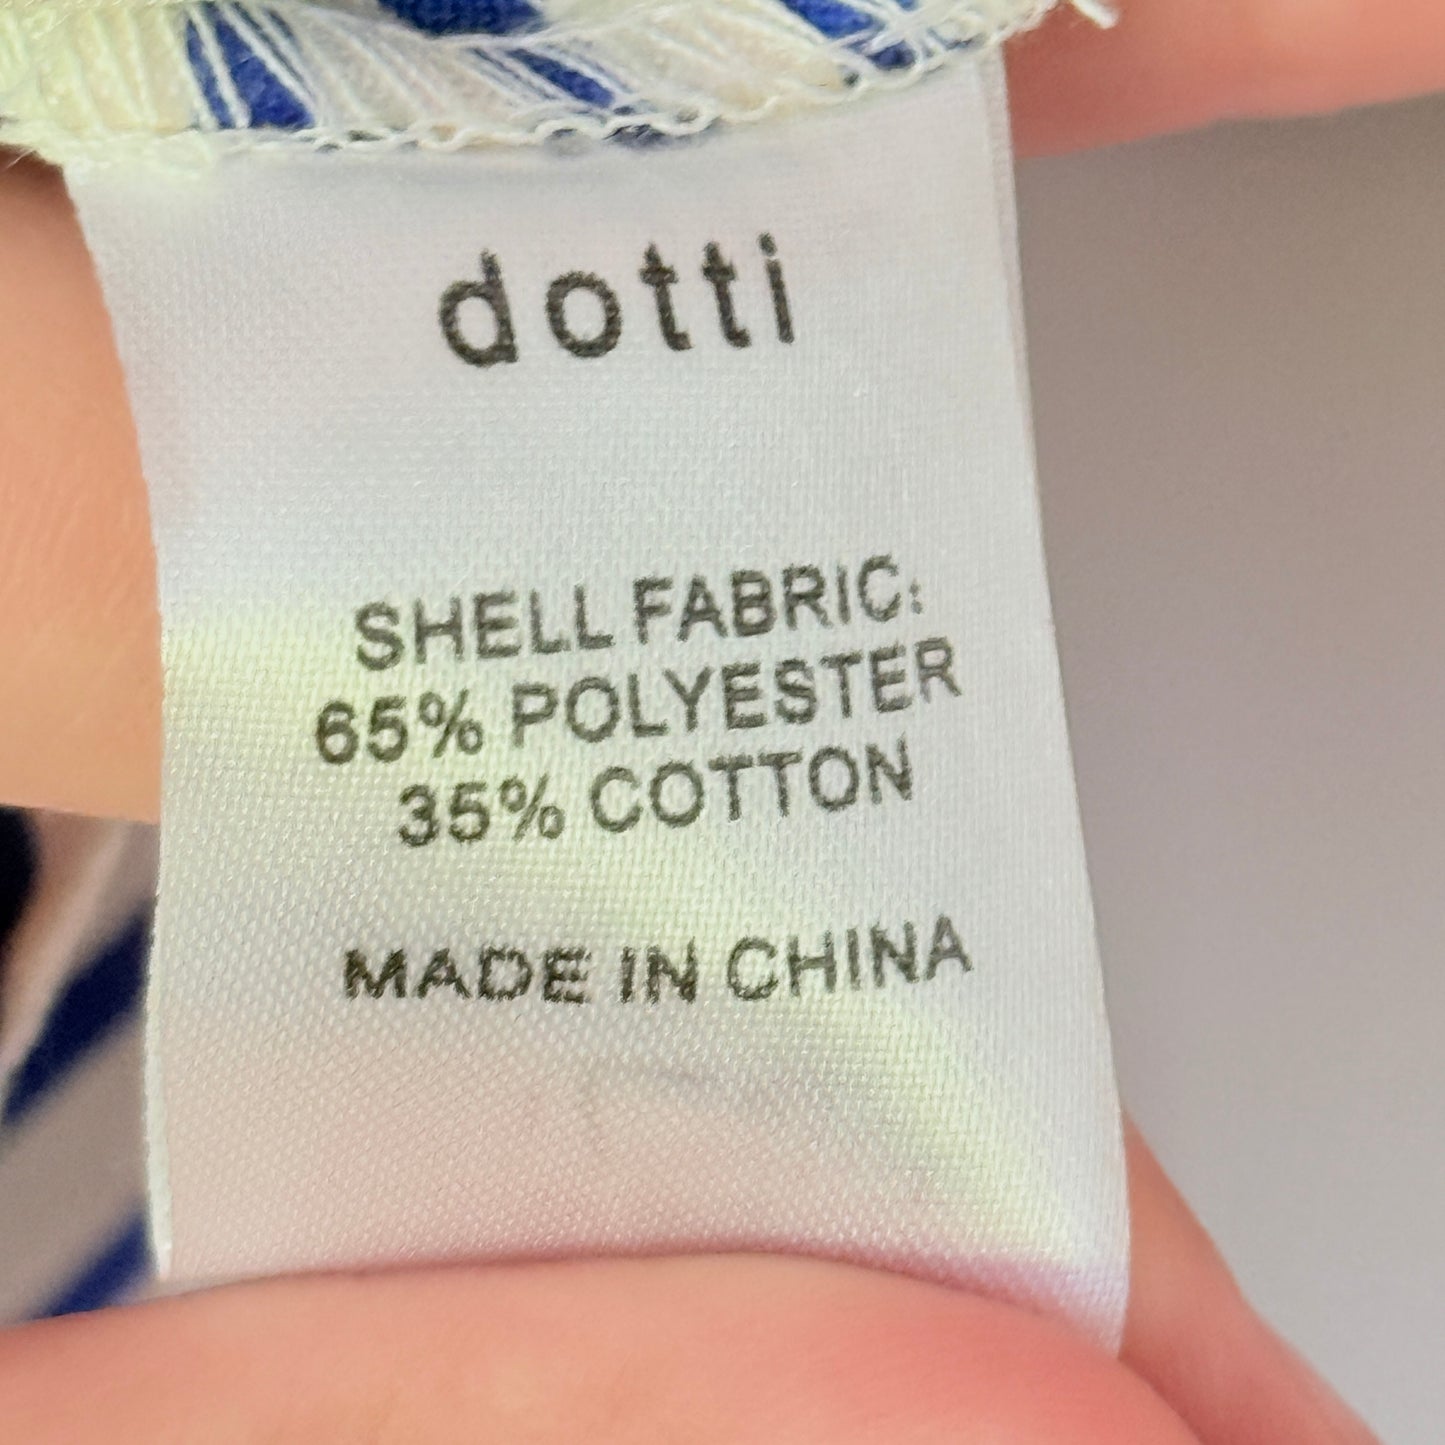 dotti
SHELL FABRIC:
65% POLYESTER
35% COTTON
MADE IN CHINA